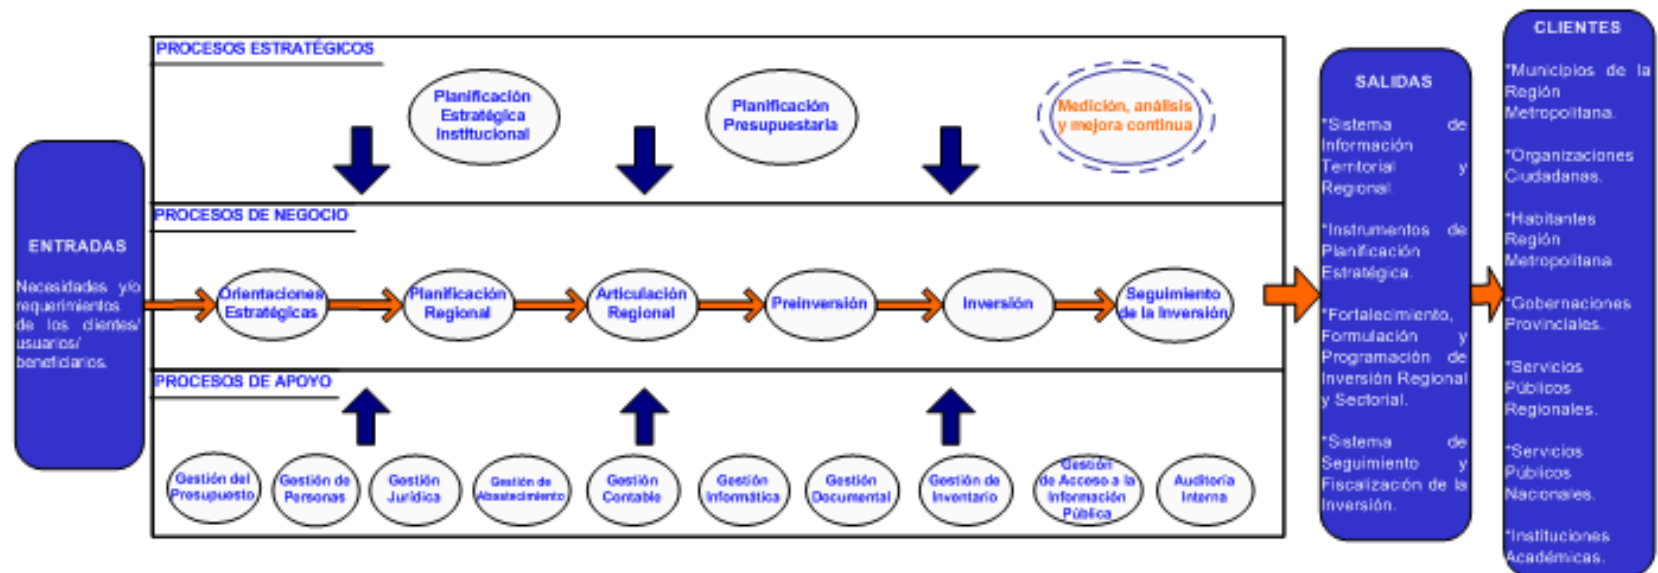 ENTRADAS
Necesidades y/o
requerimientos
de los clientes/
usuarios/
beneficiarios.
PROCESOS ESTRATÉGICOS
Planificación
Estratégica
Institucional
Planificación
Presupuestaria
Medición, análisis
y mejora continua
PROCESOS DE NEGOCIO
Orientaciones
Estratégicas
Planificación
Regional
Articulación
Regional
Preinversión
Inversión
Seguimiento
de la Inversión
PROCESOS DE APOYO
Gestión del
Presupuesto
Gestión de
Personas
Gestión
Jurídica
Gestión de
Abastecimiento
Gestión
Contable
Gestión
Informática
Gestión
Documental
Gestión de
Inventario
Gestión
de Acceso a la
Información
Pública
Auditoría
Interna
SALIDAS
*Sistema de
Información
Territorial y
Regional.
*Instrumentos de
Planificación
Estratégica.
*Fortalecimiento,
Formulación y
Programación de
Inversión Regional
y Sectorial.
*Sistema de
Seguimiento y
Fiscalización de la
Inversión.
CLIENTES
*Municipios de la
Región
Metropolitana.
*Organizaciones
Ciudadanas.
*Habitantes
Región
Metropolitana
*Gobernaciones
Provinciales.
*Servicios
Públicos
Regionales.
*Servicios
Públicos
Nacionales.
*Instituciones
Académicas.